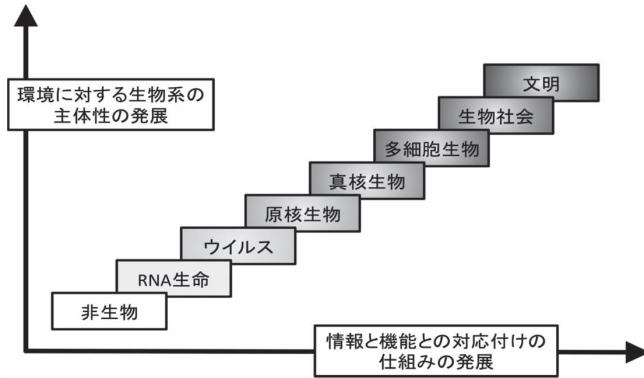 環境に対する生物系の
主体性の発展
文明
生物社会
多細胞生物
真核生物
原核生物
ウイルス
RNA生命
非生物
情報と機能との対応付けの
仕組みの発展